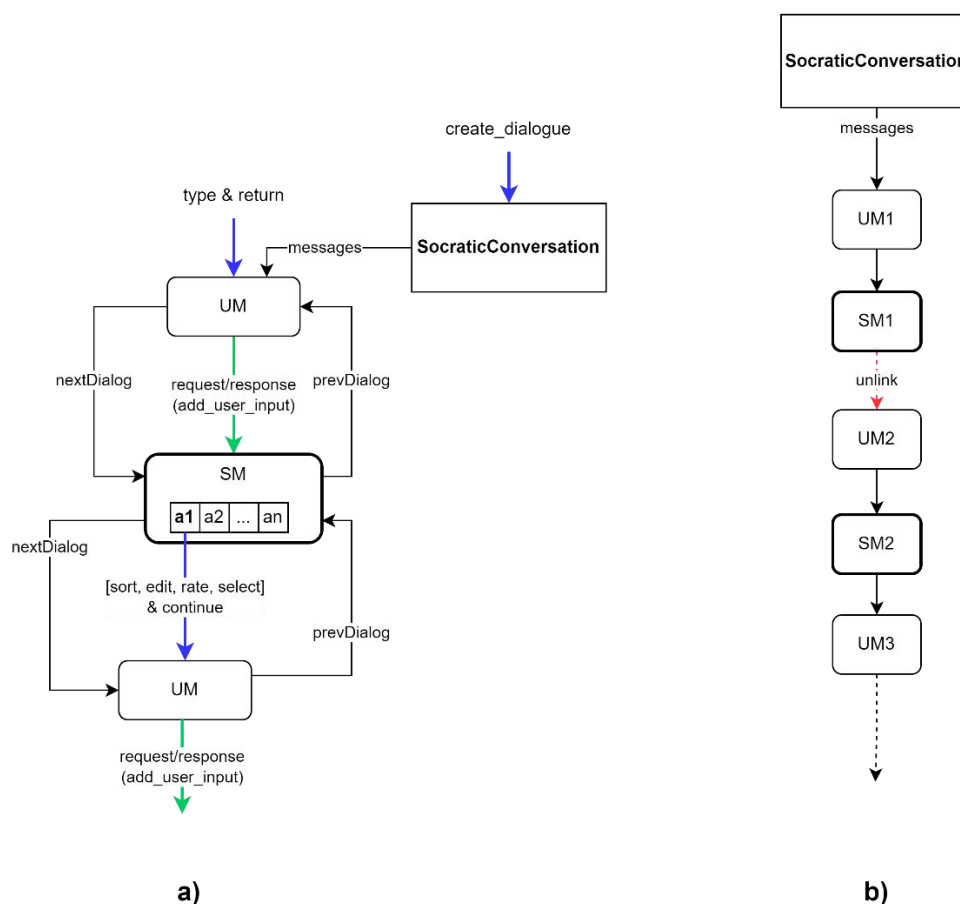 create_dialogue
type & return
messages
SocraticConversation
UM
nextDialog
request/response
(add_user_input)
prevDialog
SM
a1 a2 ... an
nextDialog
[sort, edit, rate, select]
& continue
prevDialog
UM
request/response
(add_user_input)
a)
SocraticConversation
messages
UM1
SM1
unlink
UM2
SM2
UM3
b)